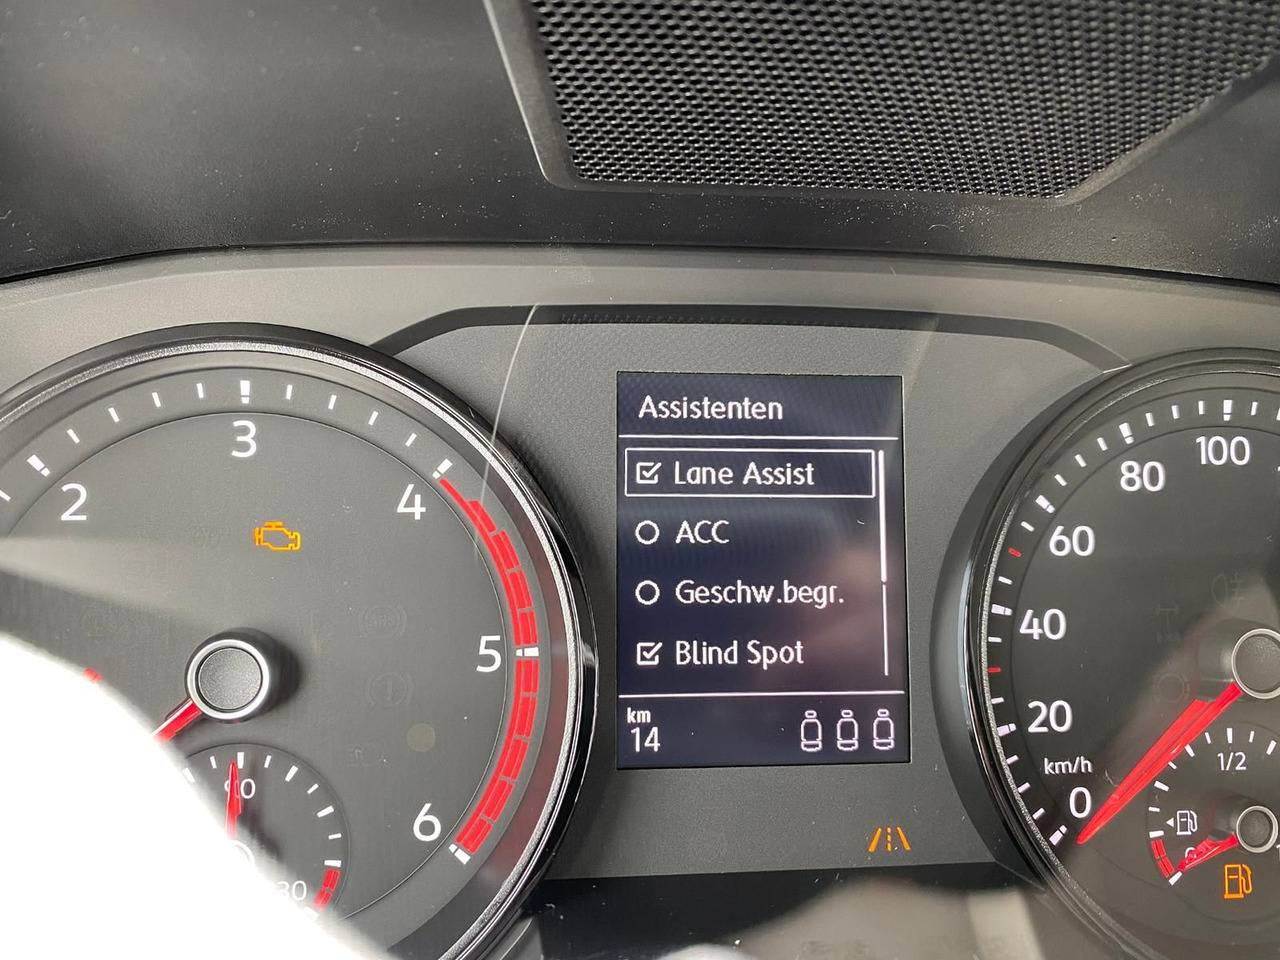 Assistenten
Lane Assist
ACC
Geschw.begr.
Blind Spot
km
14
2
3
4
5
6
90
0
20
40
60
80
100
km/h
1/2